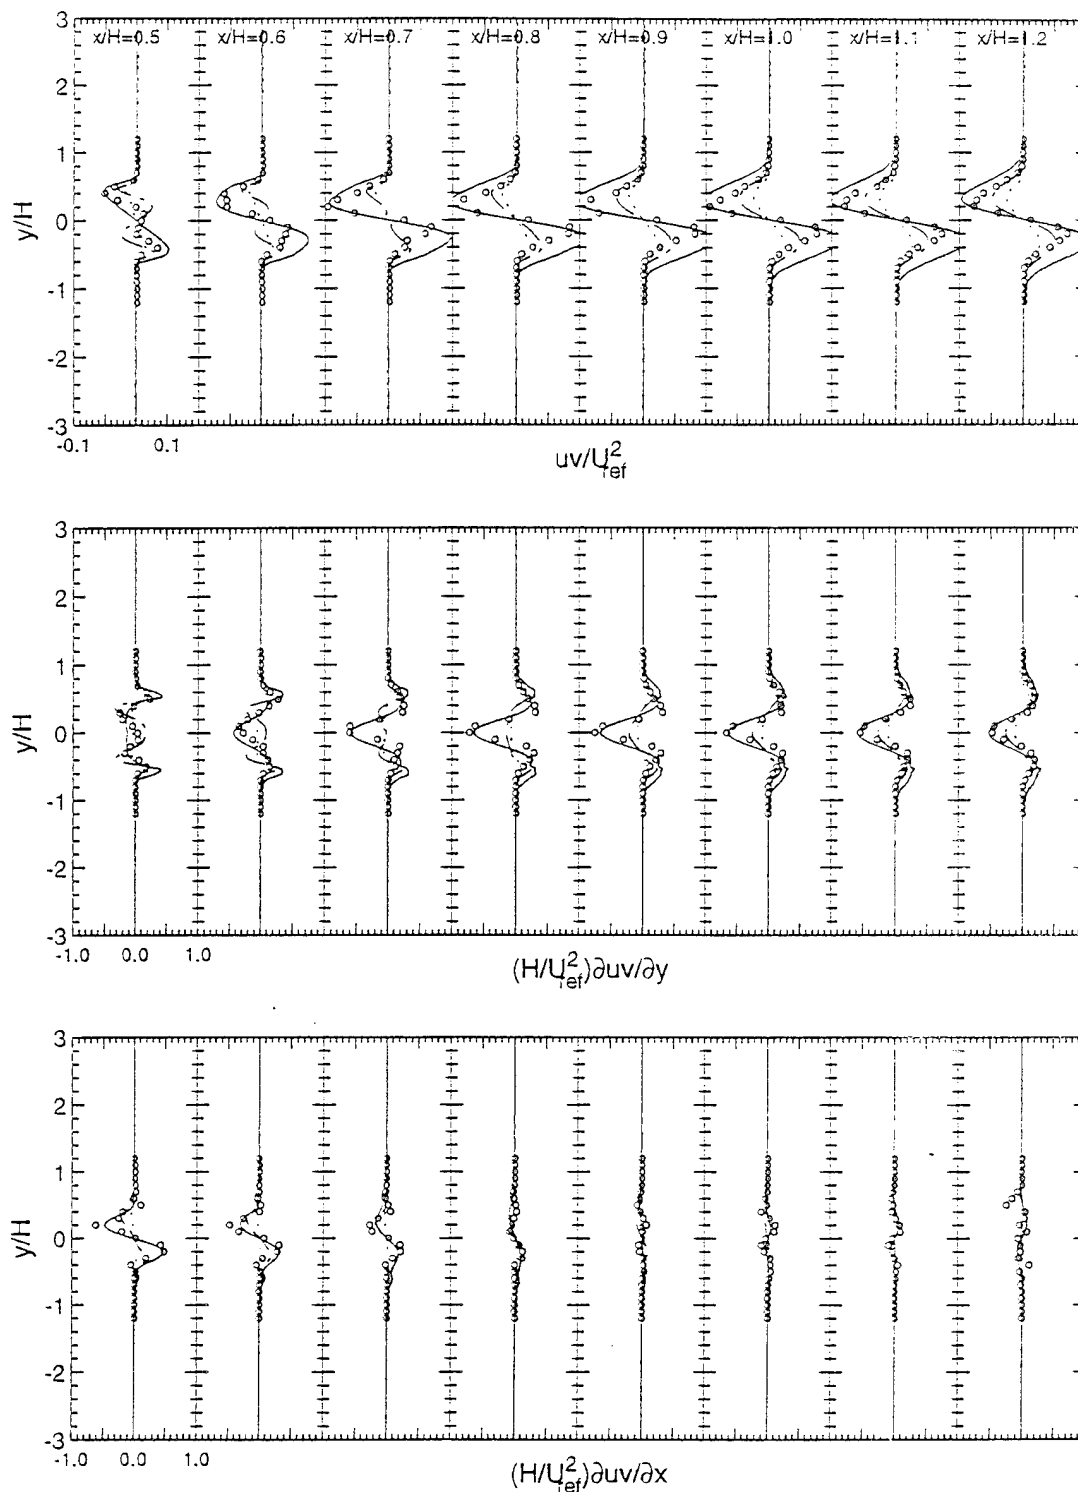 3
x/H=0.5 x/H=0.6 x/H=0.7 x/H=0.8 x/H=0.9 x/H=1.0 x/H=1.1 x/H=1.2
2
1
y/H
0
-1
-2
-3
-0.1 0.1
uv/U²ref
3
2
1
y/H
0
-1
-2
-3
-1.0 0.0 1.0
(H/U²ref)∂uv/∂y
3
2
1
y/H
0
-1
-2
-3
-1.0 0.0 1.0
(H/U²ref)∂uv/∂x